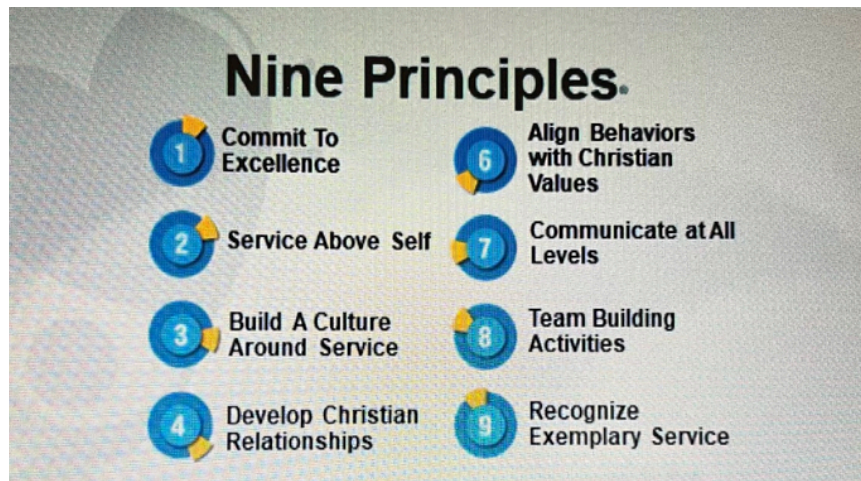 Nine Principles®
1
Commit To
Excellence
2
Service Above Self
3
Build A Culture
Around Service
4
Develop Christian
Relationships
6
Align Behaviors
with Christian
Values
7
Communicate at All
Levels
8
Team Building
Activities
9
Recognize
Exemplary Service